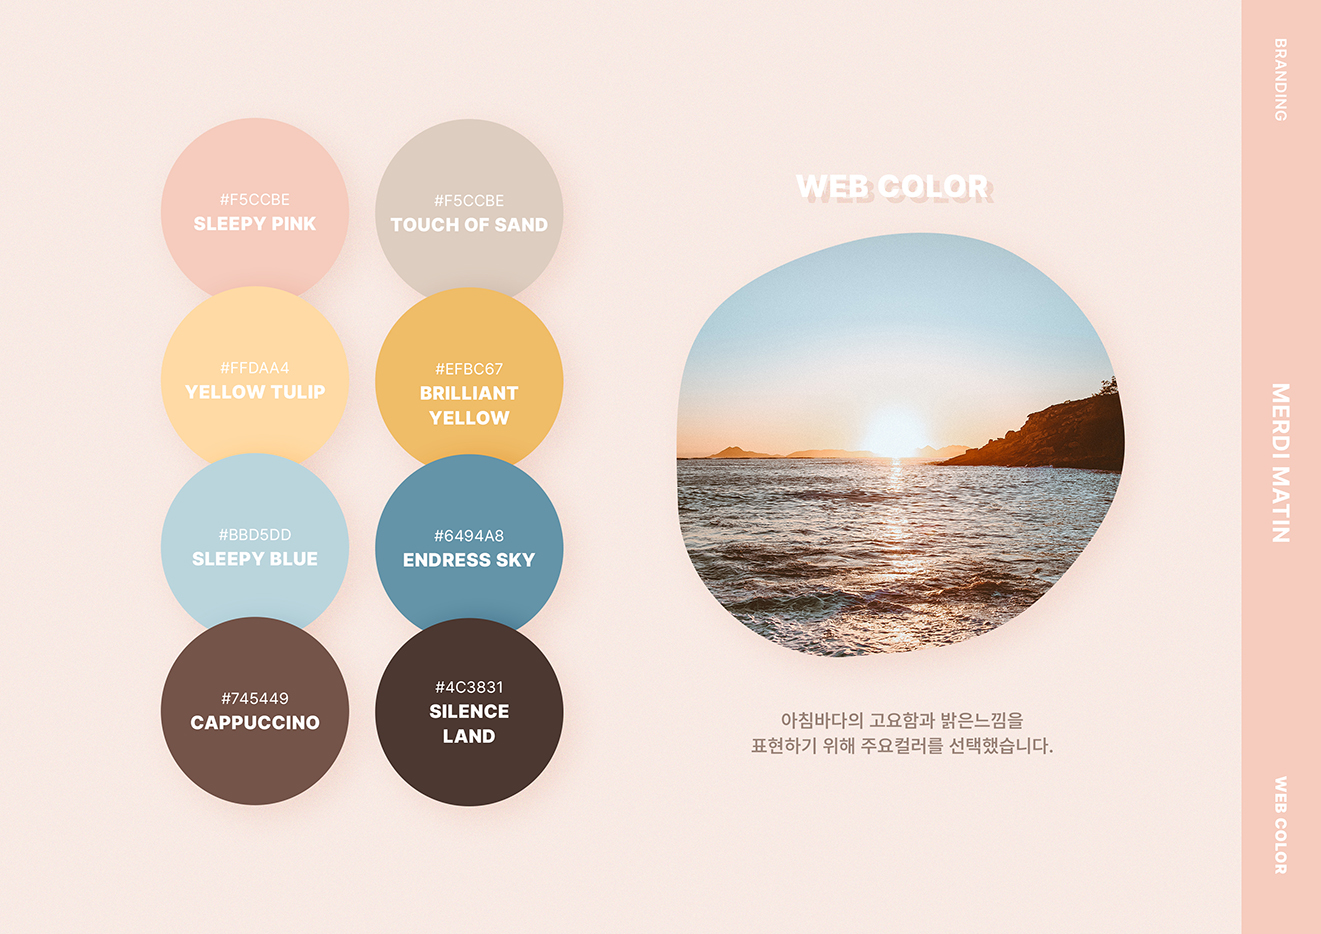 #F5CCBE
SLEEPY PINK
#F5CCBE
TOUCH OF SAND
#FFDAA4
YELLOW TULIP
#EFBC67
BRILLIANT
YELLOW
#BBD5DD
SLEEPY BLUE
#6494A8
ENDRESS SKY
#745449
CAPPUCCINO
#4C3831
SILENCE
LAND
WEB COLOR
아침바다의 고요함과 밝은느낌을
표현하기 위해 주요컬러를 선택했습니다.
BRANDING
MERDI MATIN
WEB COLOR